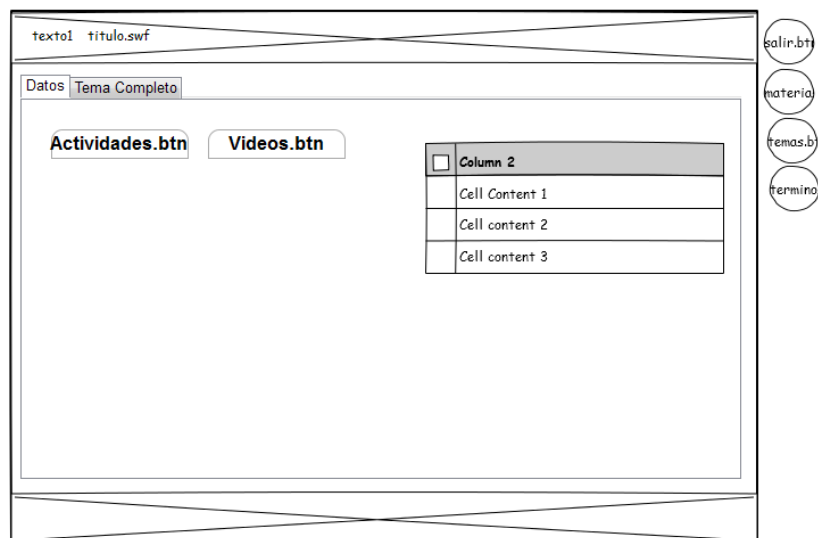 texto1 titulo.swf
salir.btn
Datos Tema Completo
materia
Actividades.btn Videos.btn
temas.bt
Column 2
termino
Cell Content 1
Cell content 2
Cell content 3